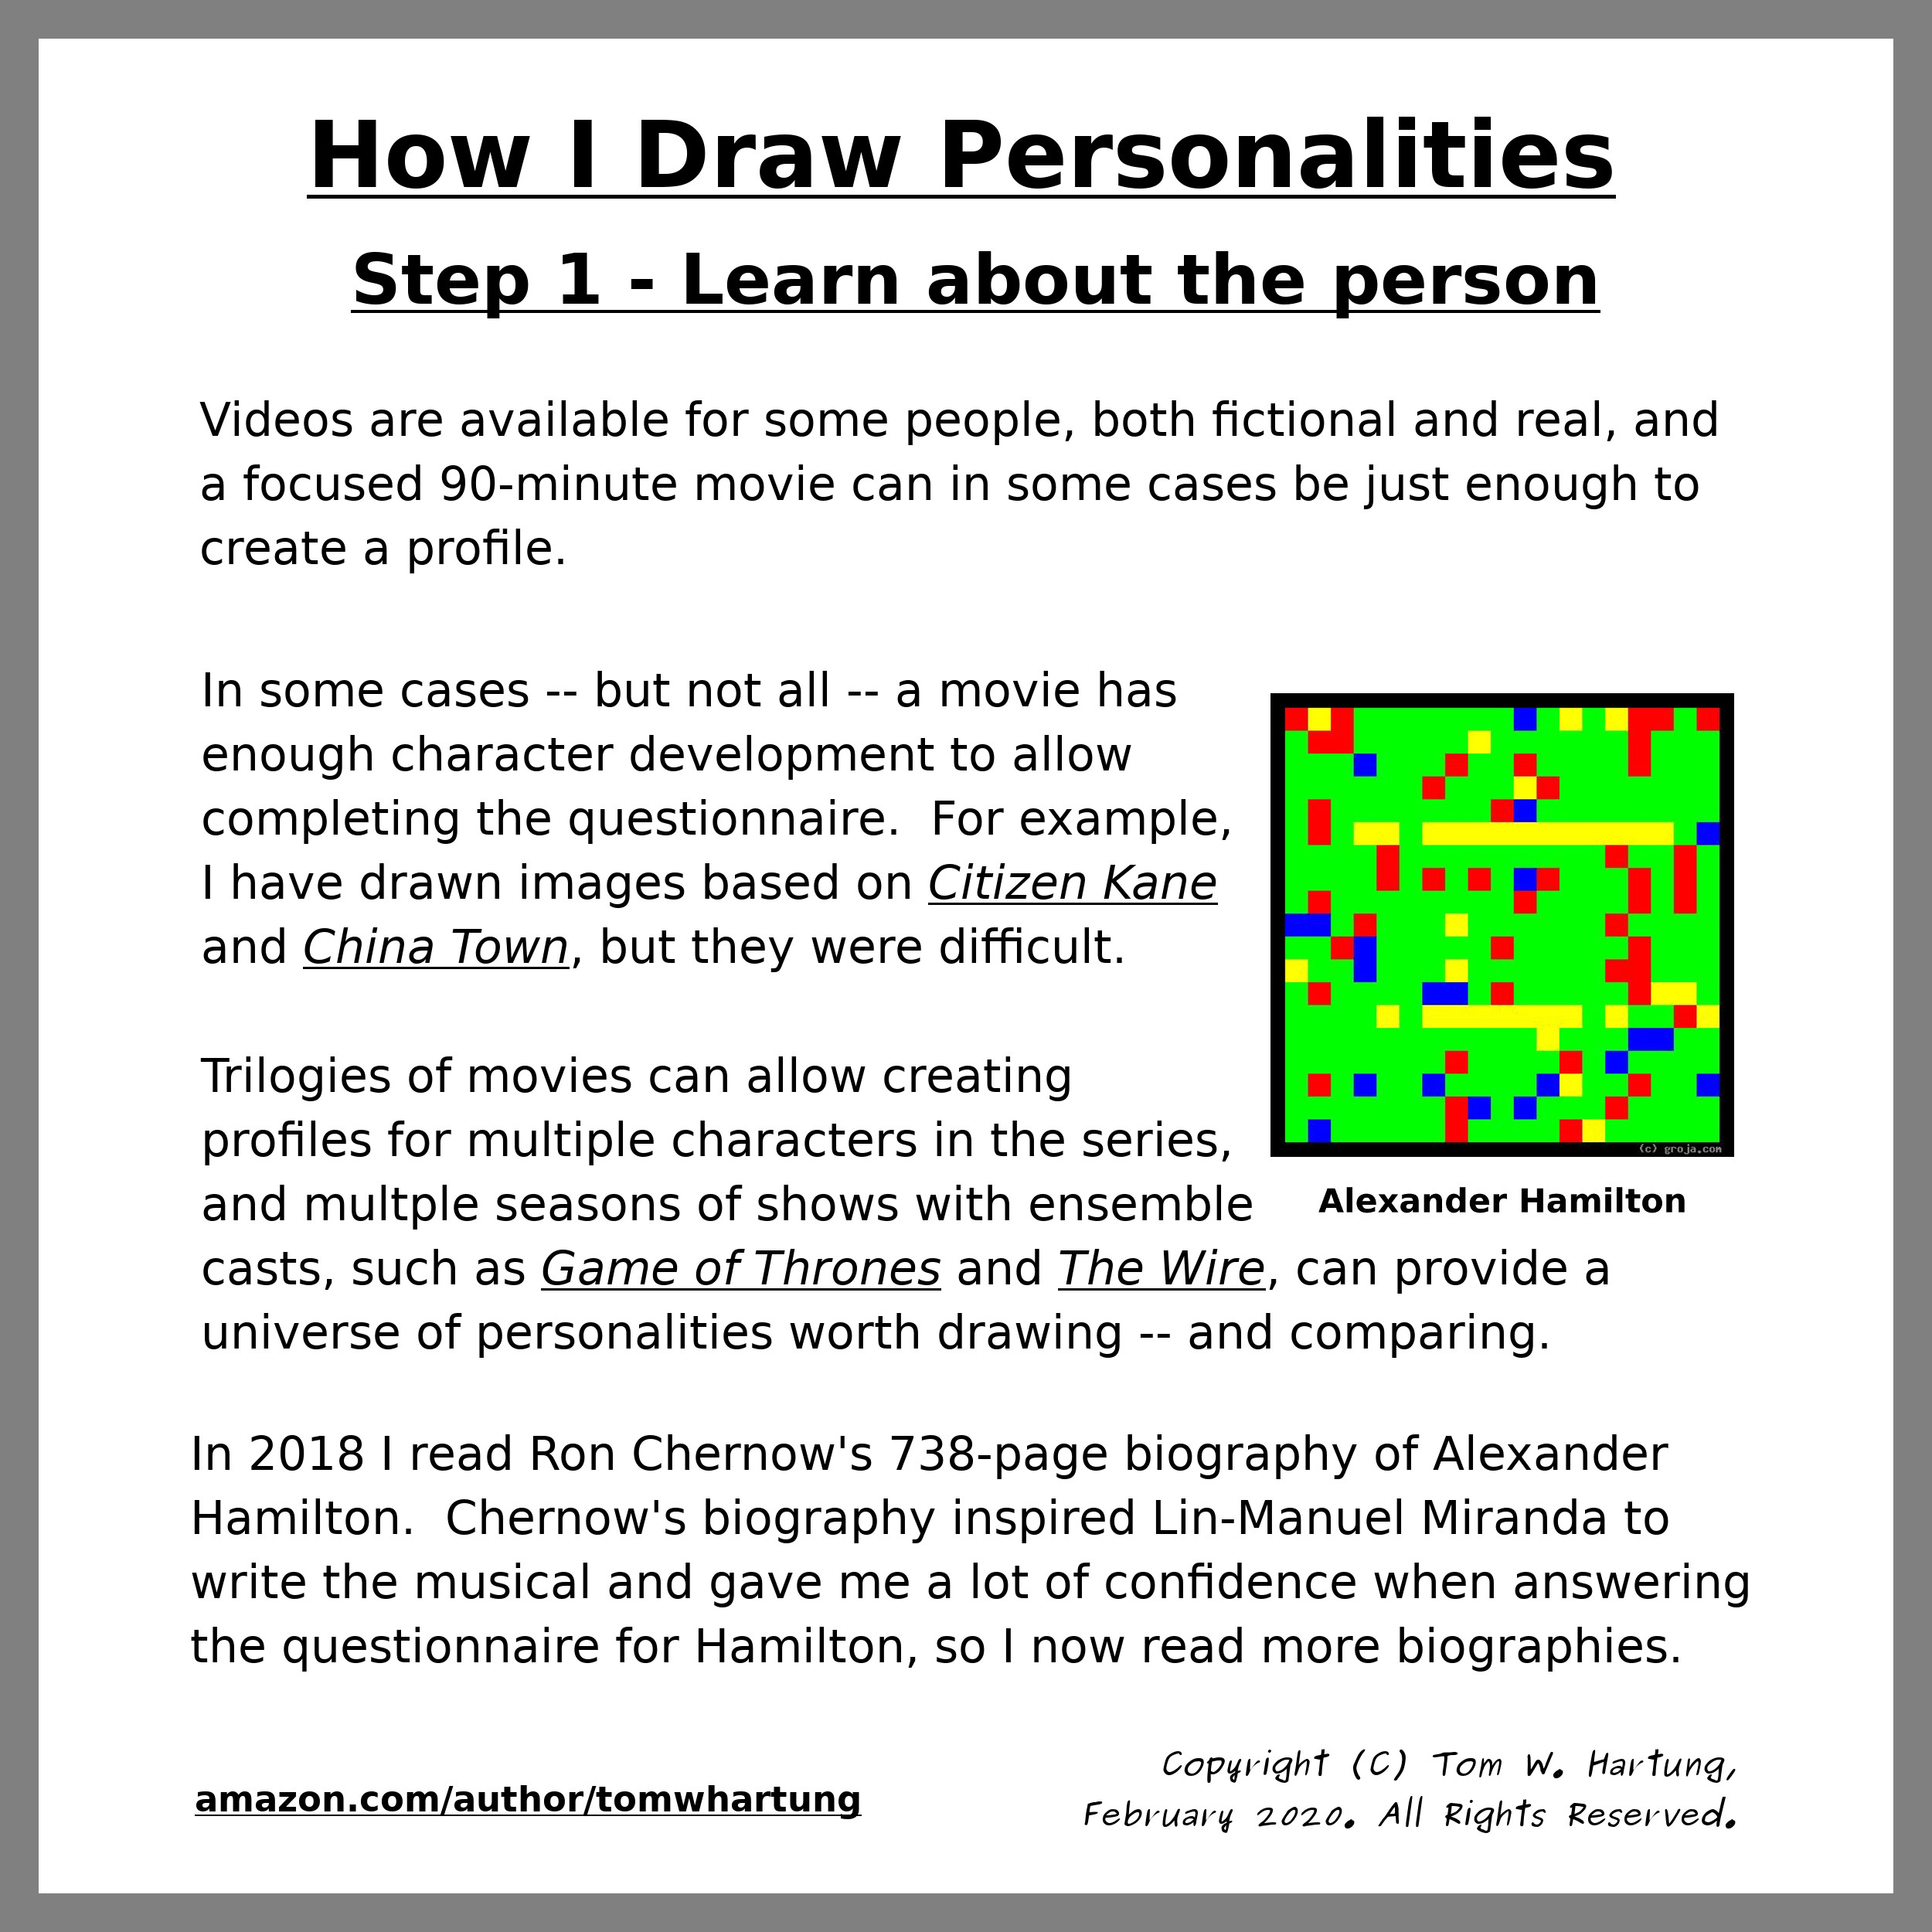 How I Draw Personalities
Step 1 - Learn about the person
Videos are available for some people, both fictional and real, and
a focused 90-minute movie can in some cases be just enough to
create a profile.
In some cases -- but not all -- a movie has
enough character development to allow
completing the questionnaire.  For example,
I have drawn images based on Citizen Kane
and China Town, but they were difficult.
(c) groja.com
Alexander Hamilton
Trilogies of movies can allow creating
profiles for multiple characters in the series,
and multple seasons of shows with ensemble
casts, such as Game of Thrones and The Wire, can provide a
universe of personalities worth drawing -- and comparing.
In 2018 I read Ron Chernow's 738-page biography of Alexander
Hamilton.  Chernow's biography inspired Lin-Manuel Miranda to
write the musical and gave me a lot of confidence when answering
the questionnaire for Hamilton, so I now read more biographies.
amazon.com/author/tomwhartung
Copyright (C) Tom W. Hartung,
February 2020. All Rights Reserved.